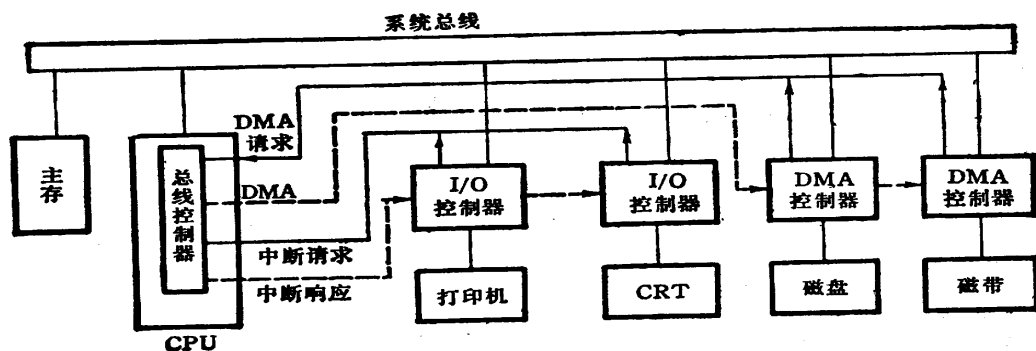 系统总线
DMA
请求
主存
总线控制器
DMA
I/O
控制器
I/O
控制器
DMA
控制器
DMA
控制器
中断请求
中断响应
打印机
CRT
磁盘
磁带
CPU